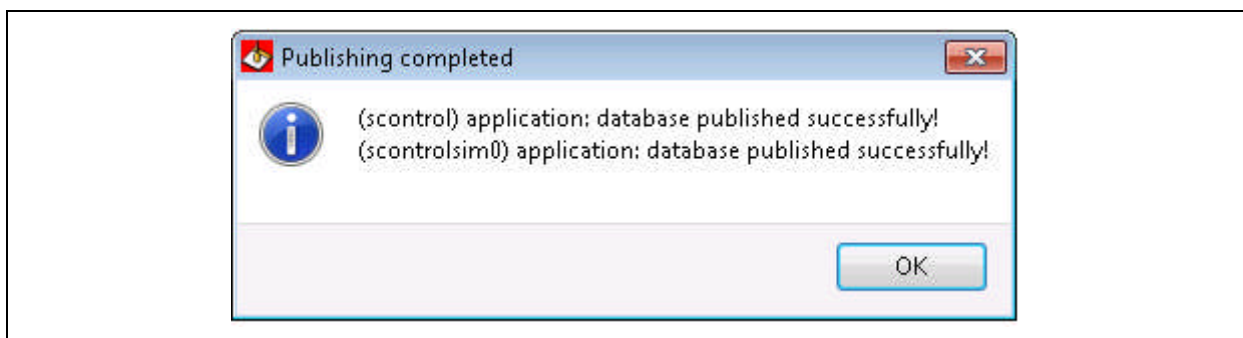 Publishing completed
(scontrol) application: database published successfully!
(scontrolsim0) application: database published successfully!
OK